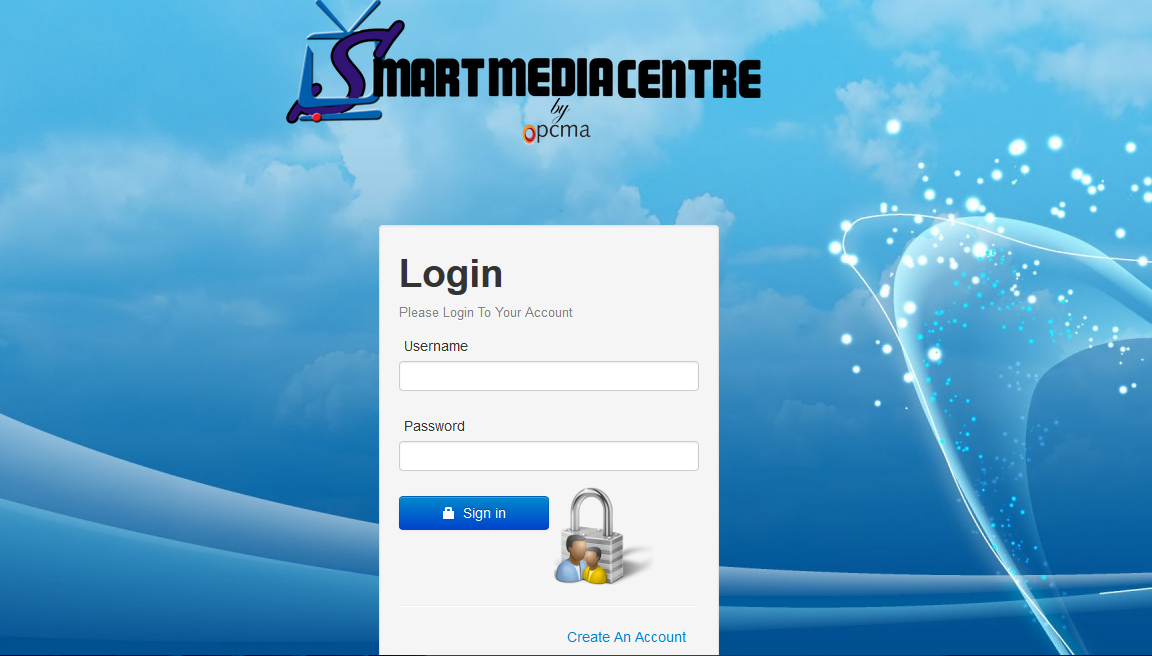 SMARTMEDIACENTRE
by
opcma
Login
Please Login To Your Account
Username
Password
Sign in
Create An Account